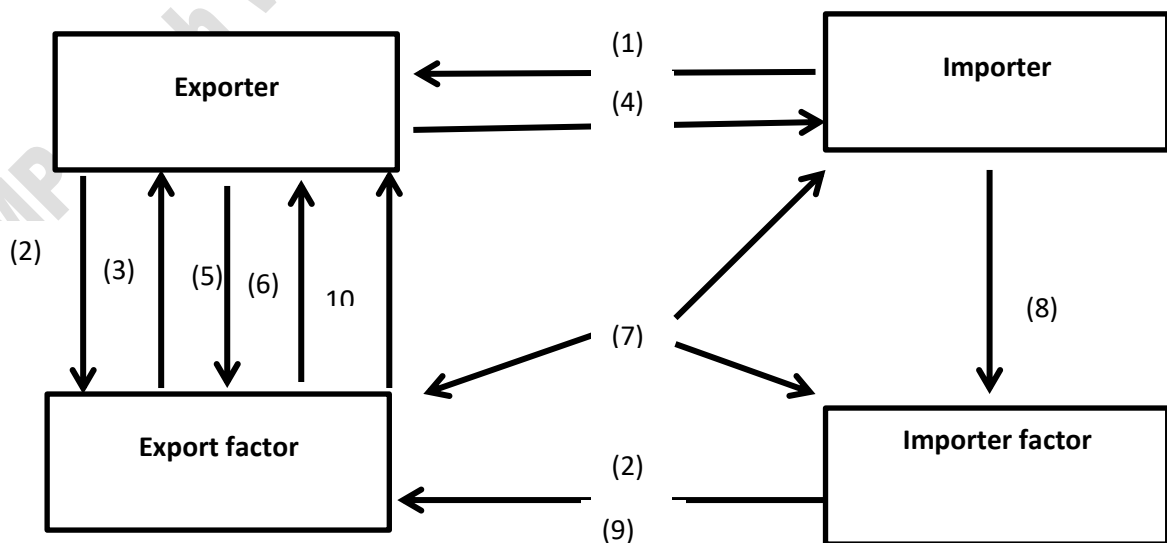 (1)
Exporter
Importer
(4)
(2)
(3)
(5)
(6)
10
(7)
(8)
Export factor
Importer factor
(2)
(9)